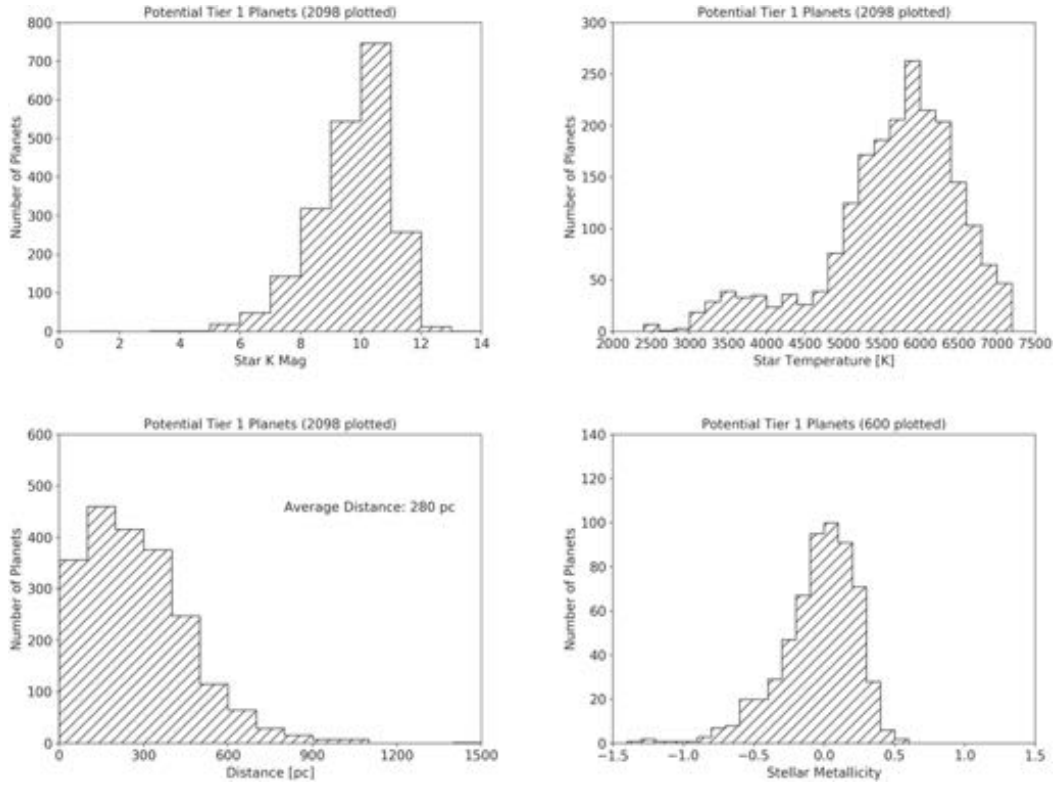 Potential Tier 1 Planets (2098 plotted)
800
700
600
500
400
300
200
100
0
Number of Planets
0 2 4 6 8 10 12 14
Star K Mag
Potential Tier 1 Planets (2098 plotted)
300
250
200
150
100
50
0
Number of Planets
2000 2500 3000 3500 4000 4500 5000 5500 6000 6500 7000 7500
Star Temperature [K]
Potential Tier 1 Planets (2098 plotted)
600
500
400
300
200
100
0
Number of Planets
Average Distance: 280 pc
0 300 600 900 1200 1500
Distance [pc]
Potential Tier 1 Planets (600 plotted)
140
120
100
80
60
40
20
0
Number of Planets
−1.5 −1.0 −0.5 0.0 0.5 1.0 1.5
Stellar Metallicity